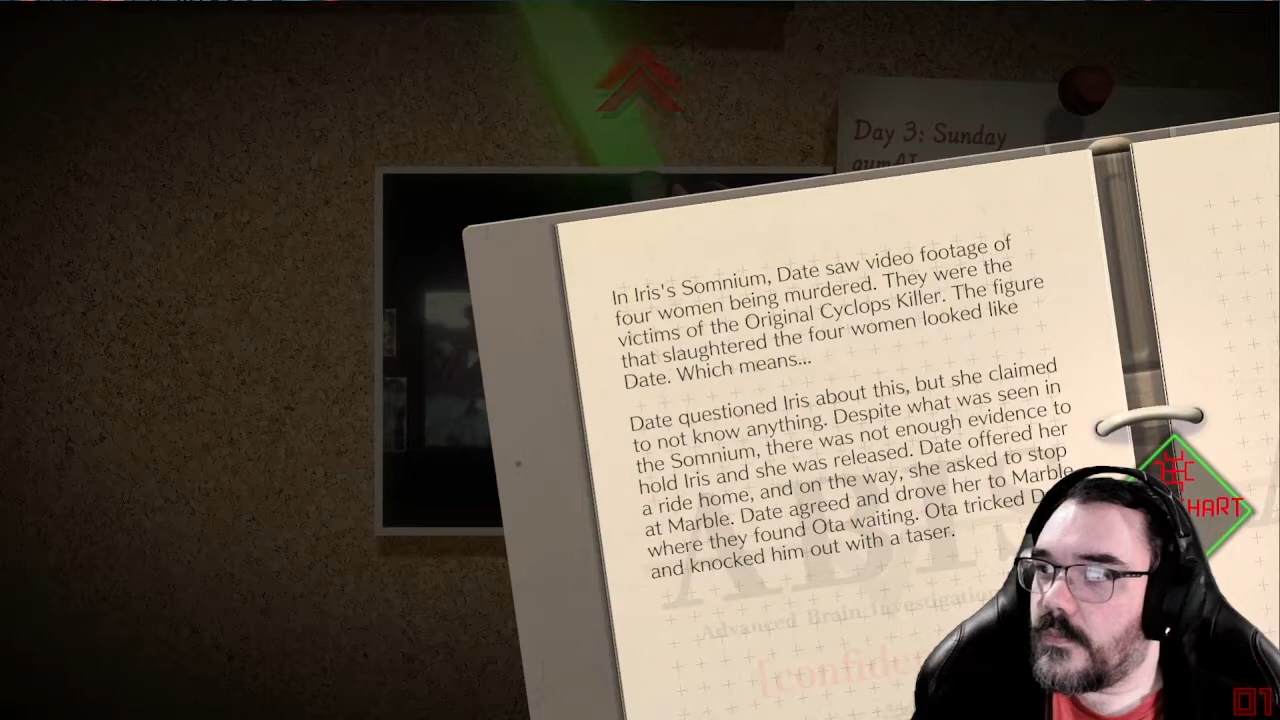 Day 3: Sunday
In Iris's Somnium, Date saw video footage of
four women being murdered. They were the
victims of the Original Cyclops Killer. The figure
that slaughtered the four women looked like
Date. Which means...
Date questioned Iris about this, but she claimed
to not know anything. Despite what was seen in
the Somnium, there was not enough evidence to
hold Iris and she was released. Date offered her
a ride home, and on the way, she asked to stop
at Marble. Date agreed and drove her to Marble
where they found Ota waiting. Ota tricked
and knocked him out with a taser.
Advanced Brain Investigation
01